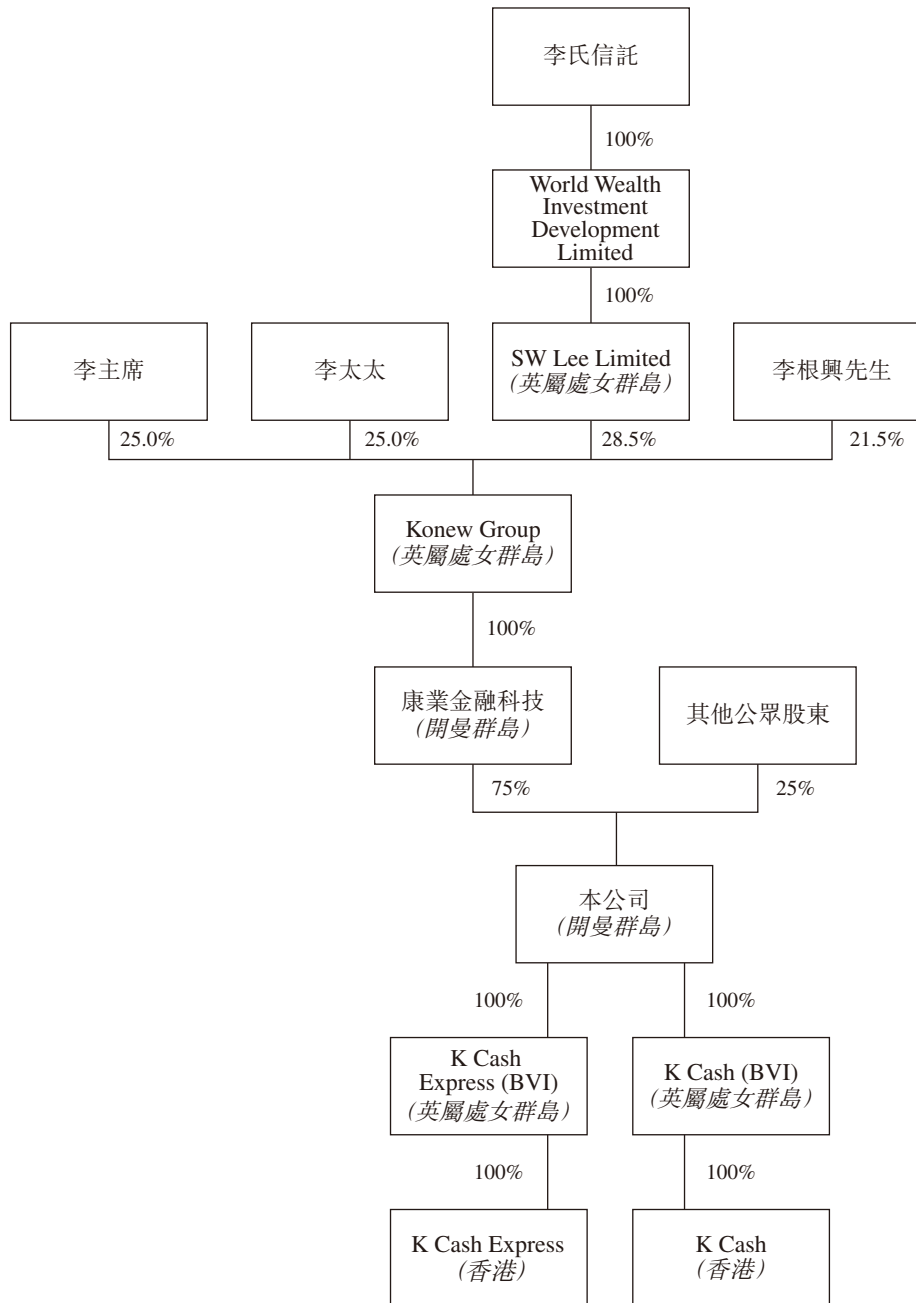 李氏信託
100%
World Wealth
Investment
Development
Limited
100%
李主席
李太太
SW Lee Limited
(英屬處女群島)
李根興先生
25.0%
25.0%
28.5%
21.5%
Konew Group
(英屬處女群島)
100%
康業金融科技
(開曼群島)
其他公眾股東
75%
25%
本公司
(開曼群島)
100%
100%
K Cash
Express (BVI)
(英屬處女群島)
K Cash (BVI)
(英屬處女群島)
100%
100%
K Cash Express
(香港)
K Cash
(香港)